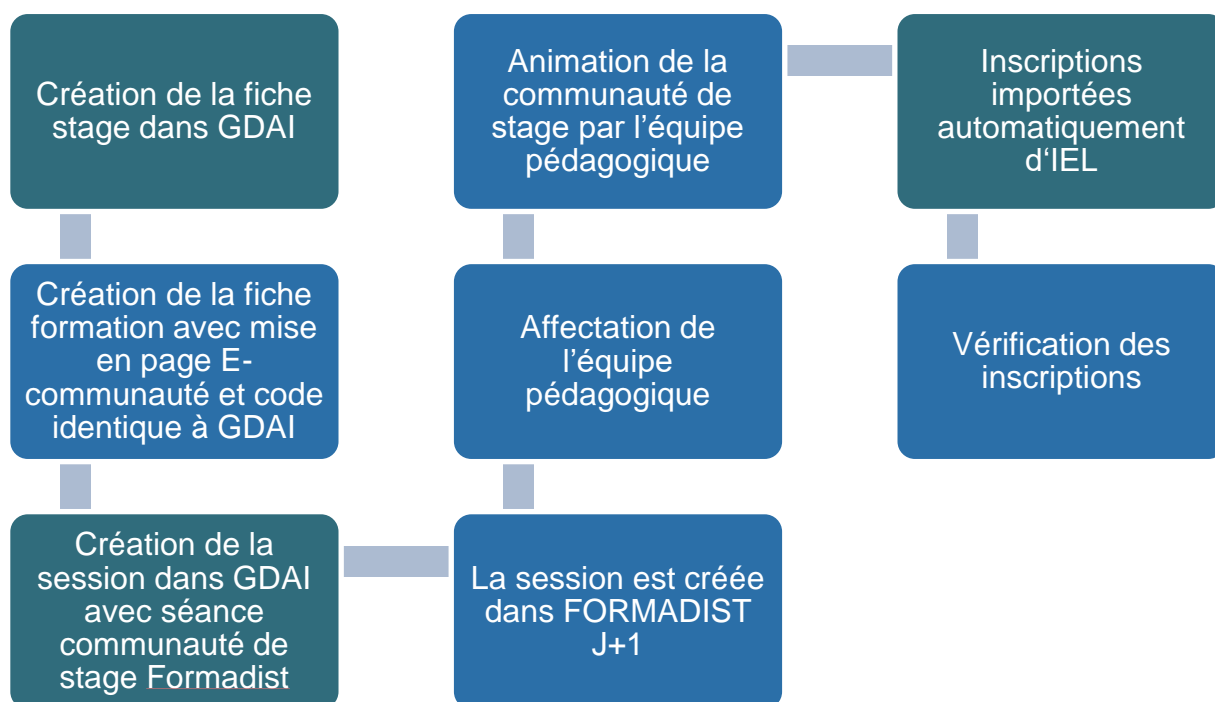 Création de la fiche
stage dans GDAI
Création de la fiche
formation avec mise
en page E-
communauté et code
identique à GDAI
Création de la
session dans GDAI
avec séance
communauté de
stage Formadist
La session est créée
dans FORMADIST
J+1
Affectation de
l’équipe
pédagogique
Animation de la
communauté de
stage par l’équipe
pédagogique
Inscriptions
importées
automatiquement
d‘IEL
Vérification des
inscriptions